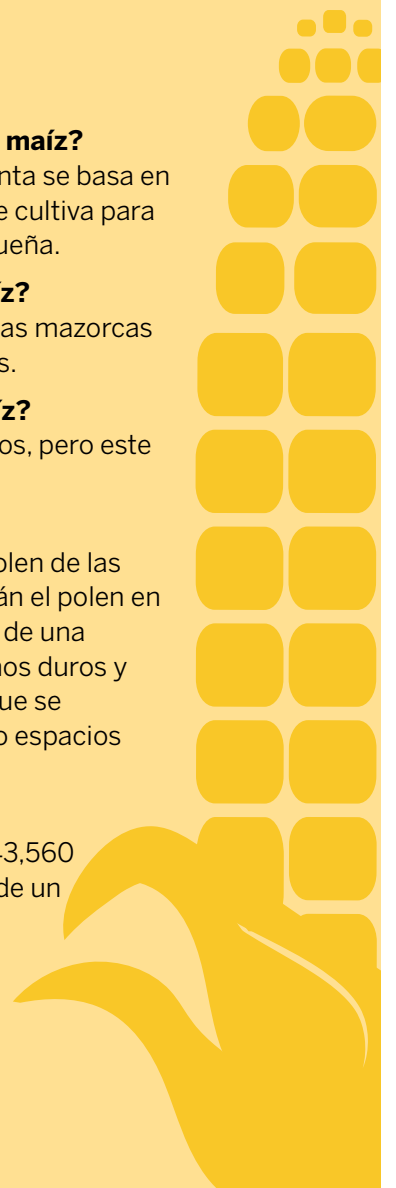 maíz?
nta se basa en
e cultiva para
ueña.
z?
as mazorcas
s.
íz?
os, pero este
olen de las
án el polen en
de una
nos duros y
ue se
o espacios
43,560
de un